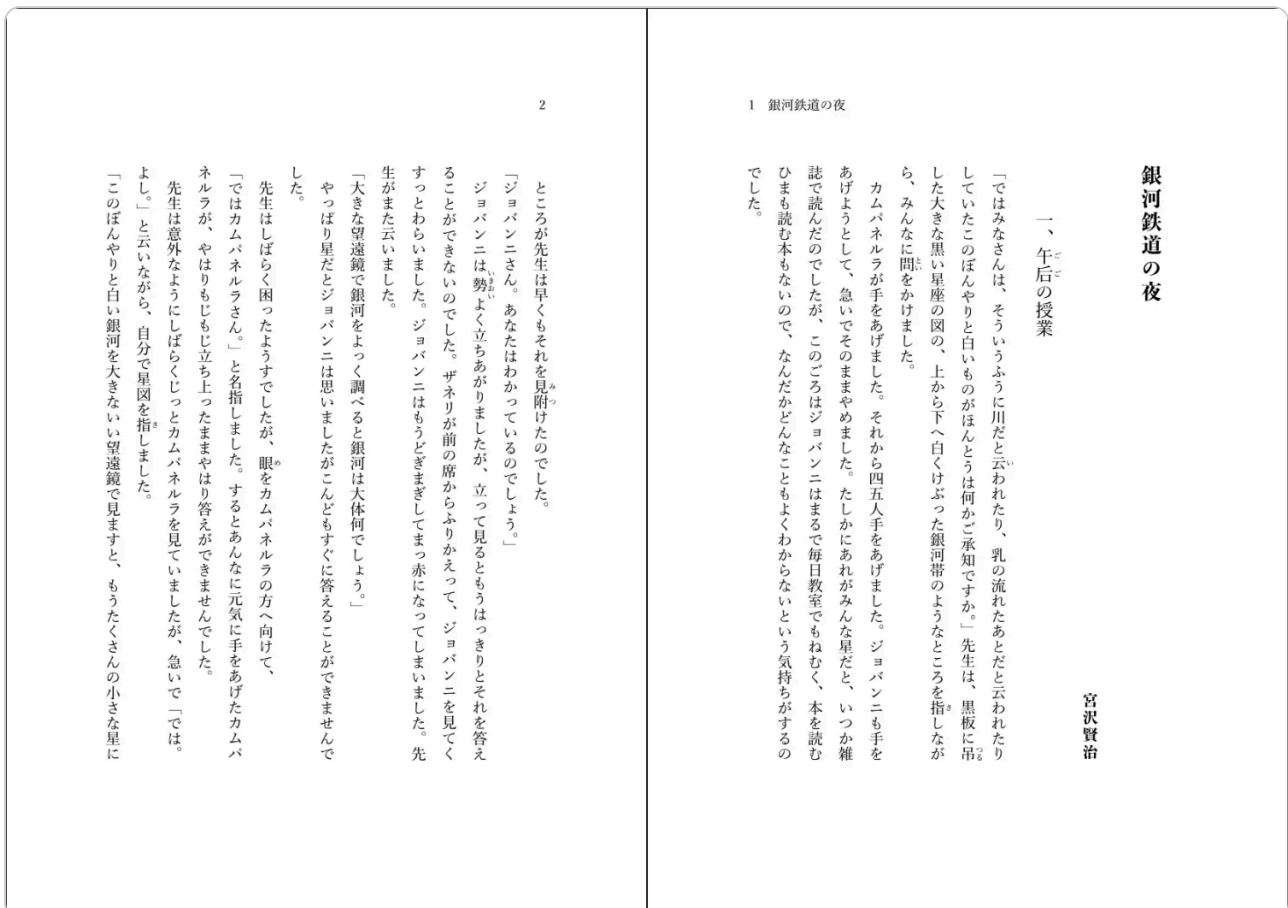 1 銀河鉄道の夜
銀河鉄道の夜
宮沢賢治
一、午后の授業
「ではみなさんは、そういうふうに川だと云われたり、乳の流れたあとだと云われたり
していたこのぼんやりと白いものがほんとうは何かご承知ですか。」先生は、黒板に吊
した大きな黒い星座の図の、上から下へ白くけぶった銀河帯のようなところを指しなが
ら、みんなに問をかけました。
カムパネルラが手をあげました。それから四五人手をあげました。ジョバンニも手を
あげようとして、急いでそのままやめました。たしかにあれがみんな星だと、いつか雑
誌で読んだのでしたが、このごろはジョバンニはまるで毎日教室でもねむく、本を読む
ひまも読む本もないので、なんだかどんなこともよくわからないという気持ちがするの
でした。
2
ところが先生は早くもそれを見附けたのでした。
「ジョバンニさん。あなたはわかっているのでしょう。」
ジョバンニは勢よく立ちあがりましたが、立って見るともうはっきりとそれを答え
ることができないのでした。ザネリが前の席からふりかえって、ジョバンニを見てく
すっとわらいました。ジョバンニはもうどぎまぎしてまっ赤になってしまいました。先
生がまた云いました。
「大きな望遠鏡で銀河をよっく調べると銀河は大体何でしょう。」
やっぱり星だとジョバンニは思いましたがこんどもすぐに答えることができませんで
した。
先生はしばらく困ったようすでしたが、眼をカムパネルラの方へ向けて、
「ではカムパネルラさん。」と名指しました。するとあんなに元気に手をあげたカムパ
ネルラが、やはりもじもじ立ち上ったままやはり答えができませんでした。
先生は意外なようにしばらくじっとカムパネルラを見ていましたが、急いで「では。
よし。」と云いながら、自分で星図を指しました。
「このぼんやりと白い銀河を大きないい望遠鏡で見ますと、もうたくさんの小さな星に